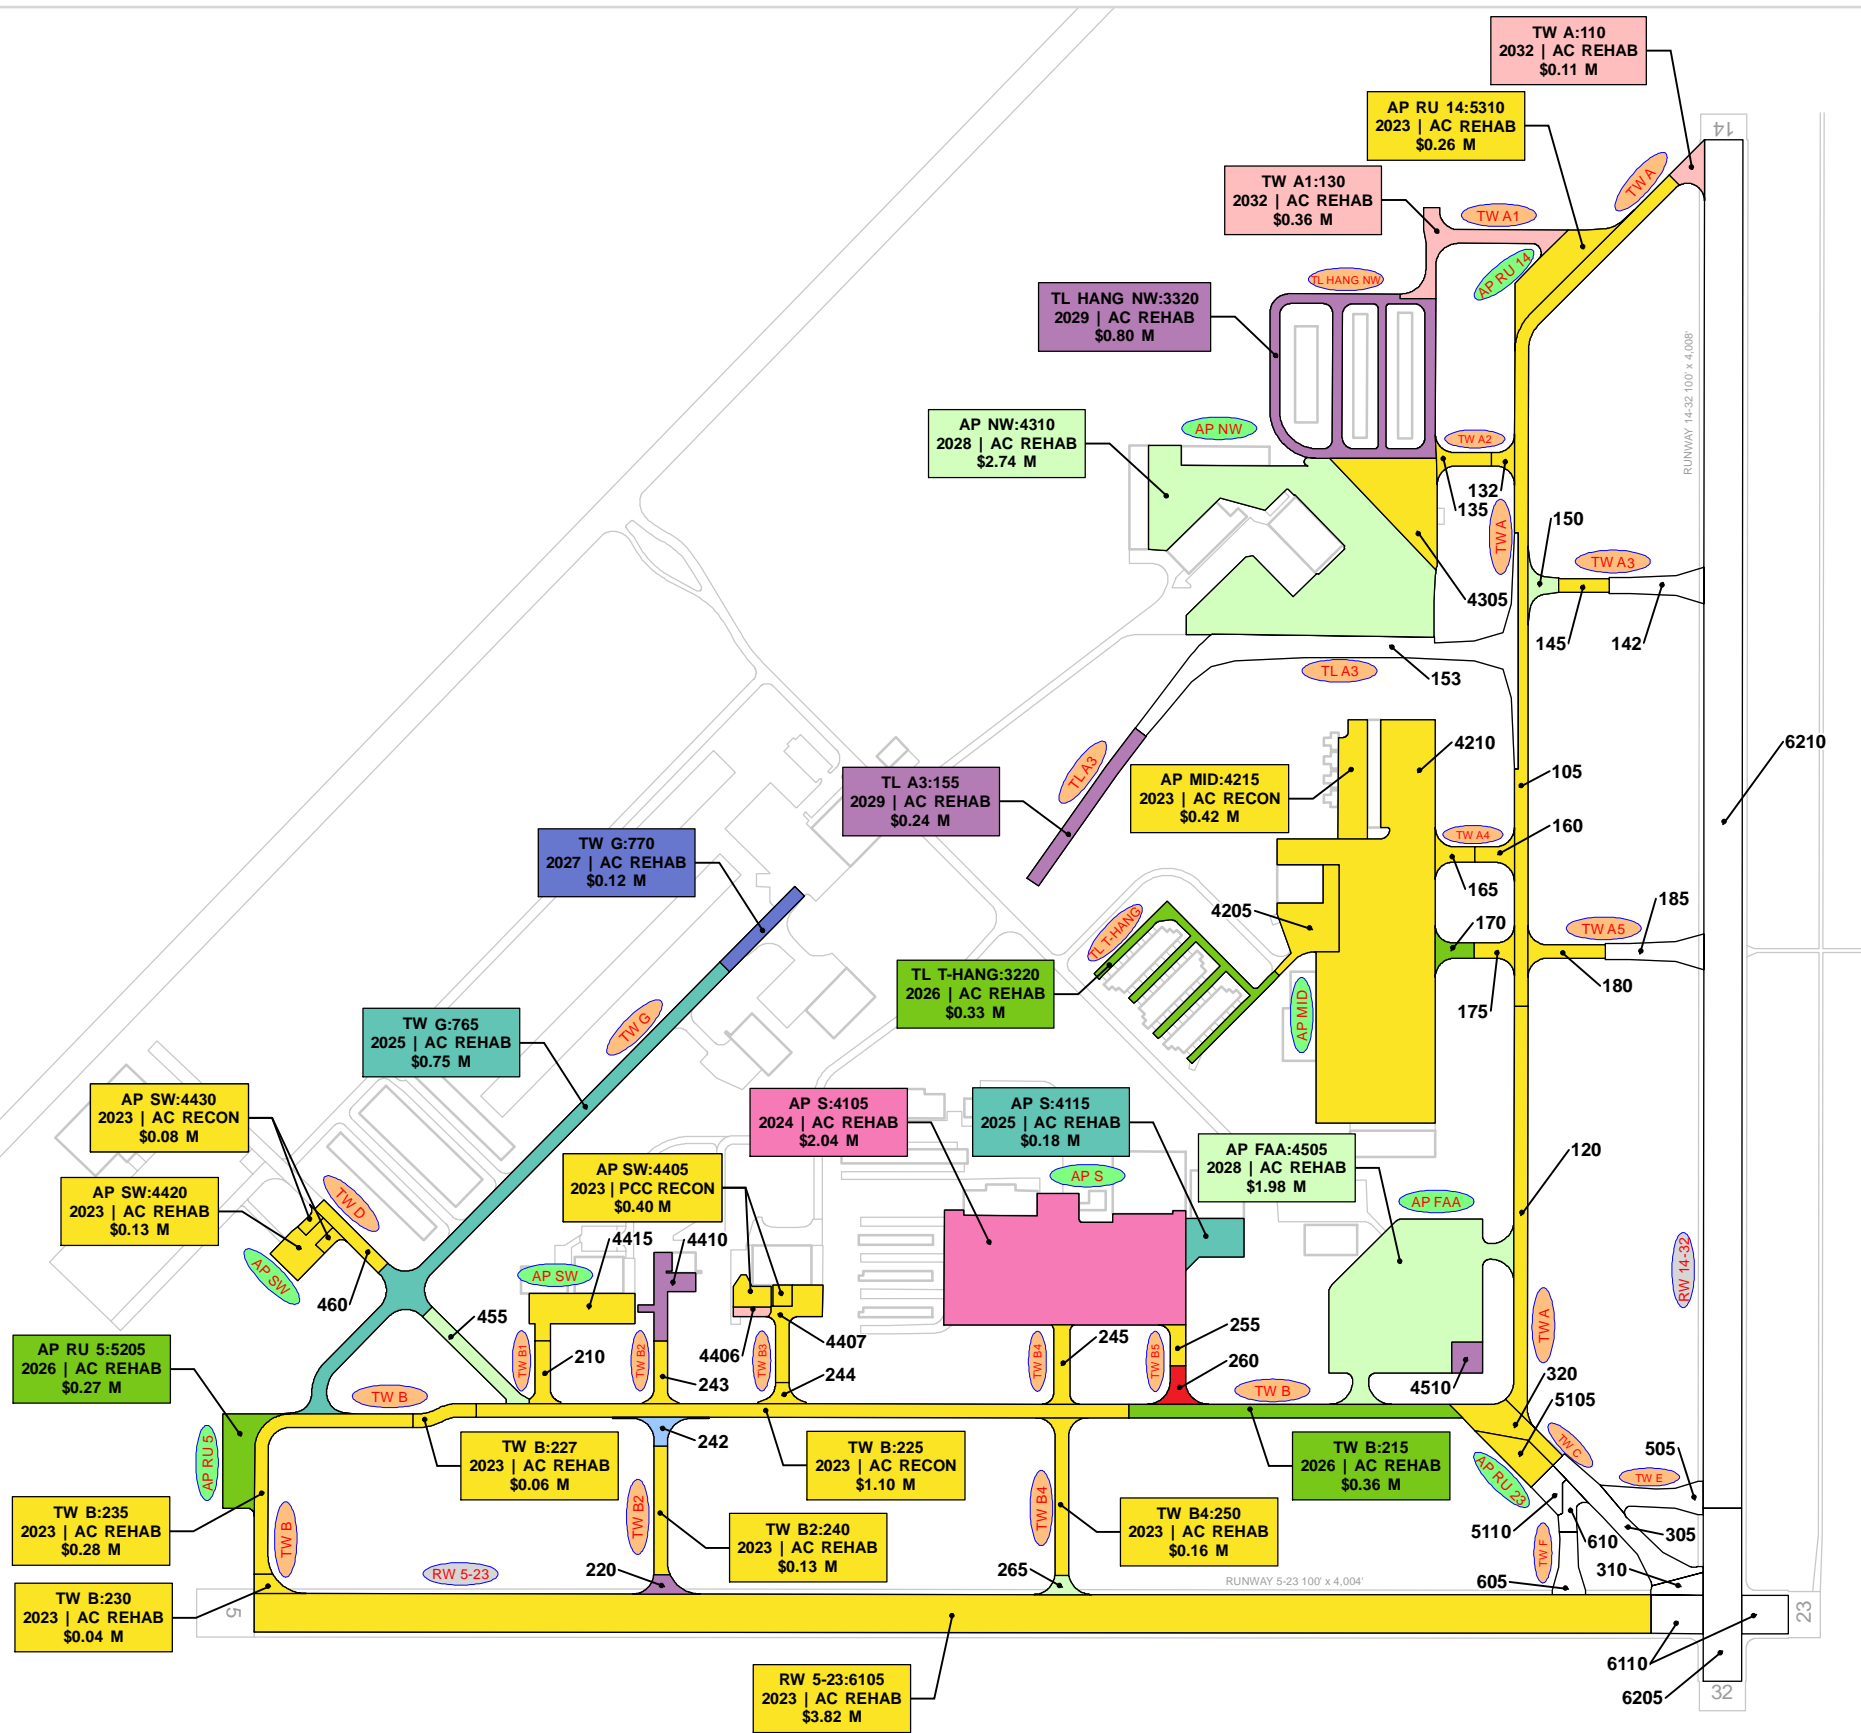 TW A:110
2032 | AC REHAB
$0.11 M
AP RU 14:5310
2023 | AC REHAB
$0.26 M
14
TW A
TW A1:130
2032 | AC REHAB
$0.36 M
TW A1
AP RU 14
TL HANG NW
TL HANG NW:3320
2029 | AC REHAB
$0.80 M
RUNWAY 14-32 100' x 4,008'
AP NW:4310
2028 | AC REHAB
$2.74 M
AP NW
TW A2
132
135
TW A
150
TW A3
4305
145
142
153
TL A3
6210
4210
105
TL A3
AP MID:4215
2023 | AC RECON
$0.42 M
TL A3:155
2029 | AC REHAB
$0.24 M
TW A4
160
165
TW G:770
2027 | AC REHAB
$0.12 M
4205
170
185
TW A5
TL T-HANG
TL T-HANG:3220
2026 | AC REHAB
$0.33 M
AP MID
175
180
TW G:765
2025 | AC REHAB
$0.75 M
TW G
AP SW:4430
2023 | AC RECON
$0.08 M
AP S:4105
2024 | AC REHAB
$2.04 M
AP S:4115
2025 | AC REHAB
$0.18 M
AP FAA:4505
2028 | AC REHAB
$1.98 M
120
AP SW:4405
2023 | PCC RECON
$0.40 M
AP S
AP FAA
AP SW:4420
2023 | AC REHAB
$0.13 M
TW D
4415
4410
AP SW
AP SW
460
455
RW 14-32
TW A
AP RU 5:5205
2026 | AC REHAB
$0.27 M
TW B1
210
TW B2
243
4406
TW B3
4407
244
TW B4
245
TW B5
255
260
TW B
TW B
4510
320
5105
242
TW B:227
2023 | AC REHAB
$0.06 M
TW B:225
2023 | AC RECON
$1.10 M
TW B:215
2026 | AC REHAB
$0.36 M
TW C
505
AP RU 5
AP RU 23
TW E
TW B:235
2023 | AC REHAB
$0.28 M
TW B
TW B2
TW B2:240
2023 | AC REHAB
$0.13 M
TW B4
TW B4:250
2023 | AC REHAB
$0.16 M
5110
610
305
TW F
310
RW 5-23
220
265
RUNWAY 5-23 100' x 4,004'
605
TW B:230
2023 | AC REHAB
$0.04 M
5
23
RW 5-23:6105
2023 | AC REHAB
$3.82 M
6110
6205
32